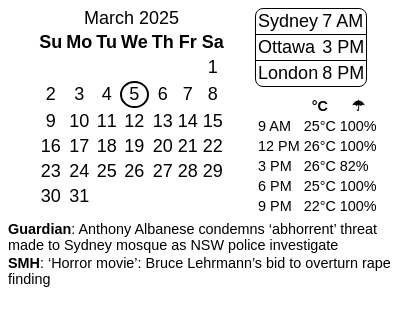 March 2025
Su Mo Tu We Th Fr Sa
1
2 3 4 5 6 7 8
9 10 11 12 13 14 15
16 17 18 19 20 21 22
23 24 25 26 27 28 29
30 31
Sydney 7 AM
Ottawa 3 PM
London 8 PM
°C ☂
9 AM 25°C 100%
12 PM 26°C 100%
3 PM 26°C 82%
6 PM 25°C 100%
9 PM 22°C 100%
Guardian: Anthony Albanese condemns ‘abhorrent’ threat
made to Sydney mosque as NSW police investigate
SMH: ‘Horror movie’: Bruce Lehrmann’s bid to overturn rape
finding